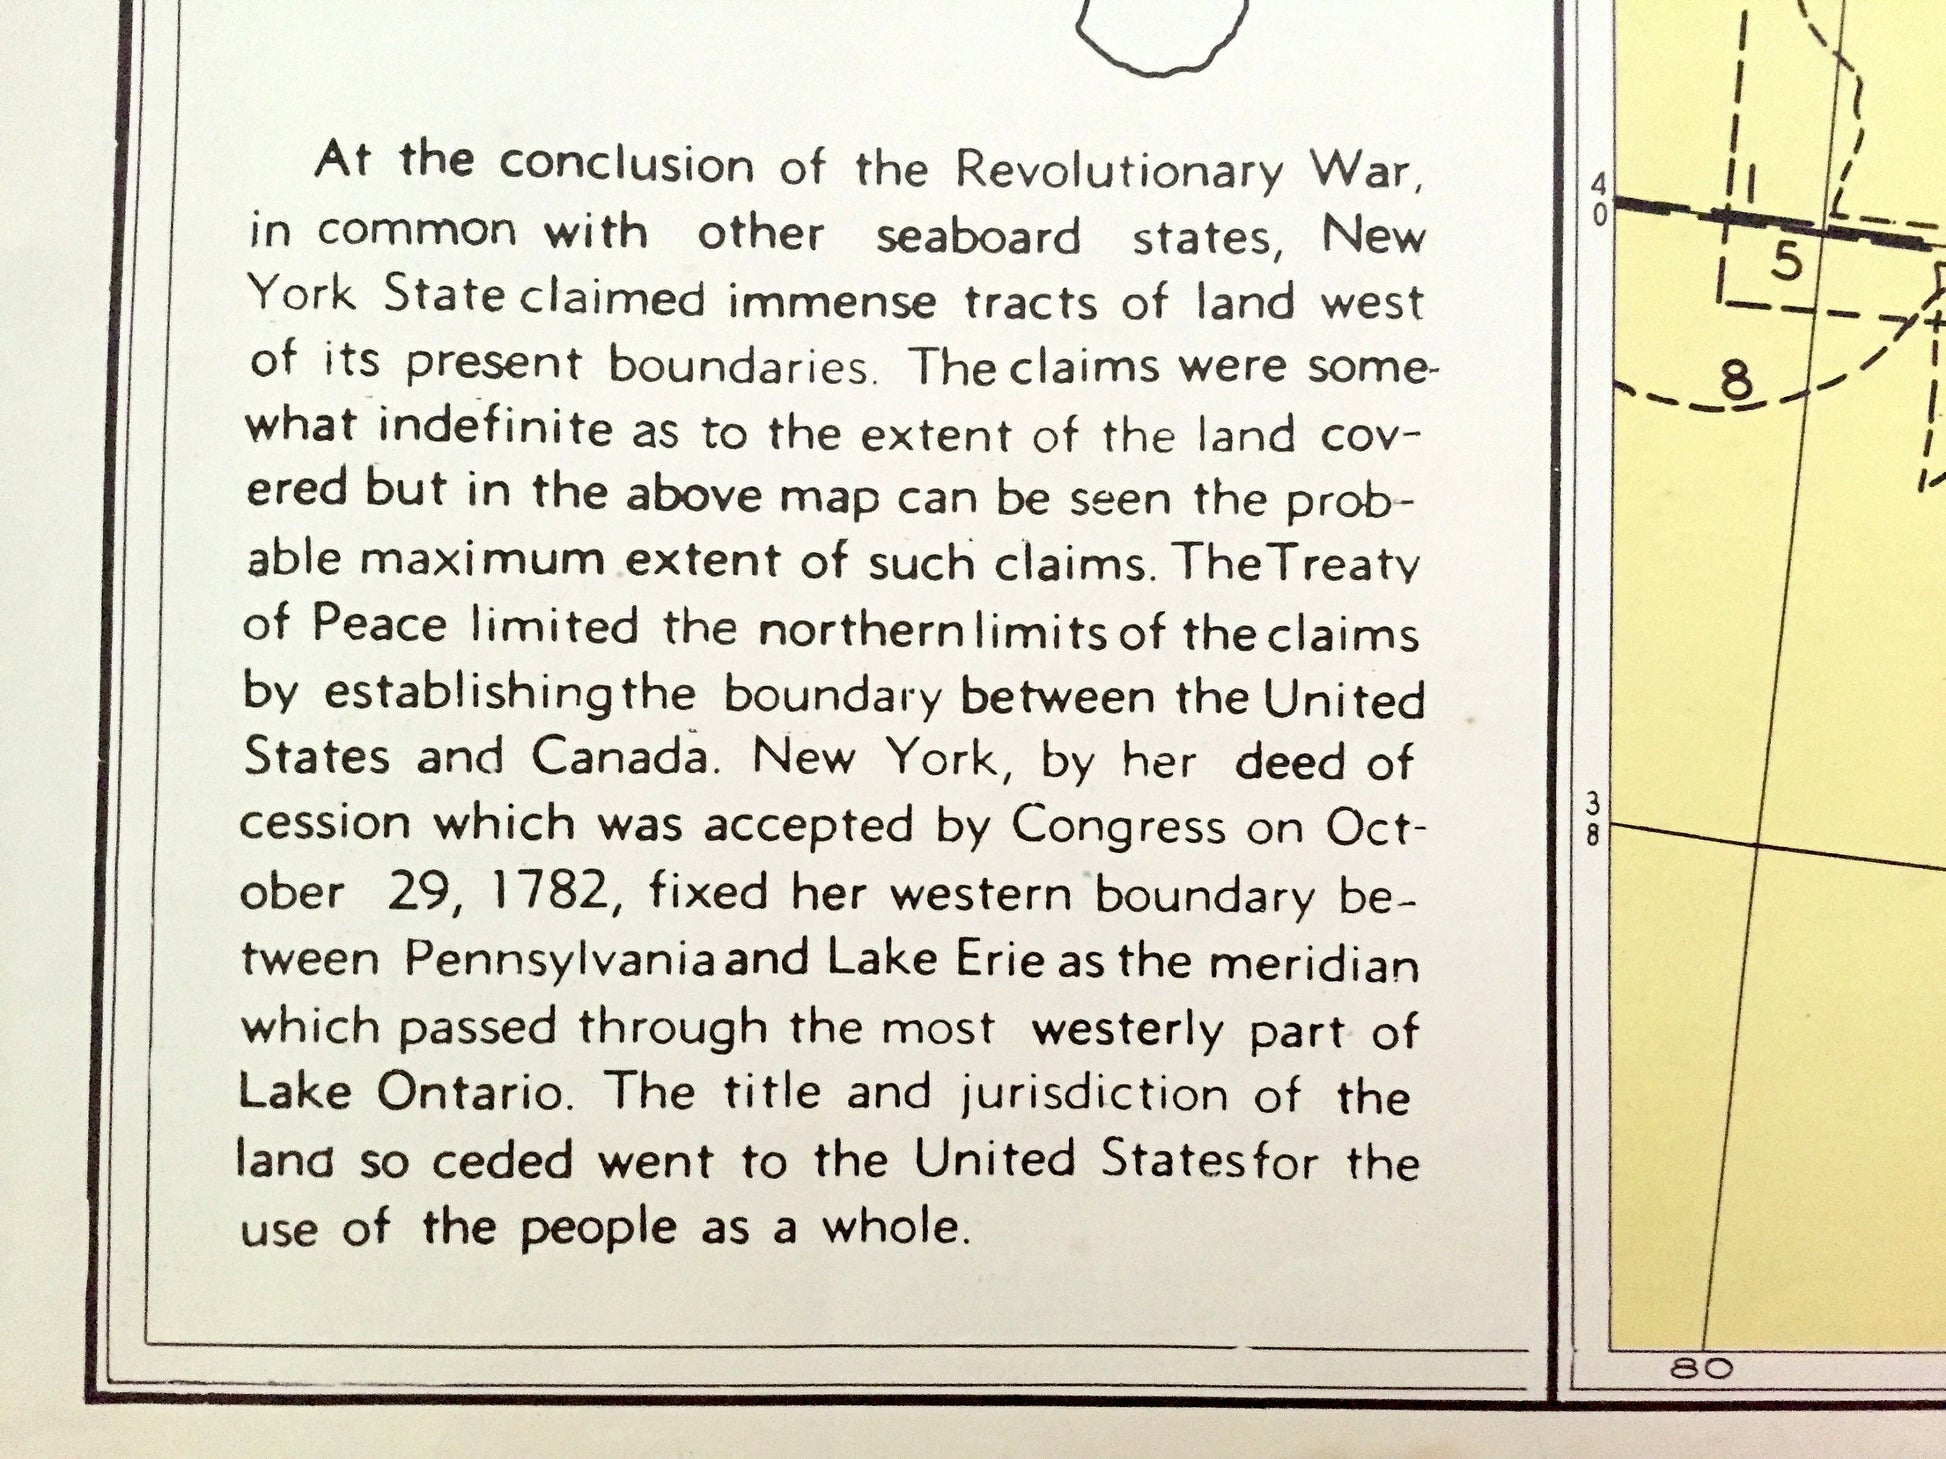 At the conclusion of the Revolutionary War,
in common with other seaboard states, New
York State claimed immense tracts of land west
of its present boundaries. The claims were some-
what indefinite as to the extent of the land cov-
ered but in the above map can be seen the prob-
able maximum extent of such claims. The Treaty
of Peace limited the northern limits of the claims
by establishing the boundary between the United
States and Canada. New York, by her deed of
cession which was accepted by Congress on Oct-
ober 29, 1782, fixed her western boundary be-
tween Pennsylvania and Lake Erie as the meridian
which passed through the most westerly part of
Lake Ontario. The title and jurisdiction of the
land so ceded went to the United States for the
use of the people as a whole.
40
1
5
8
38
80